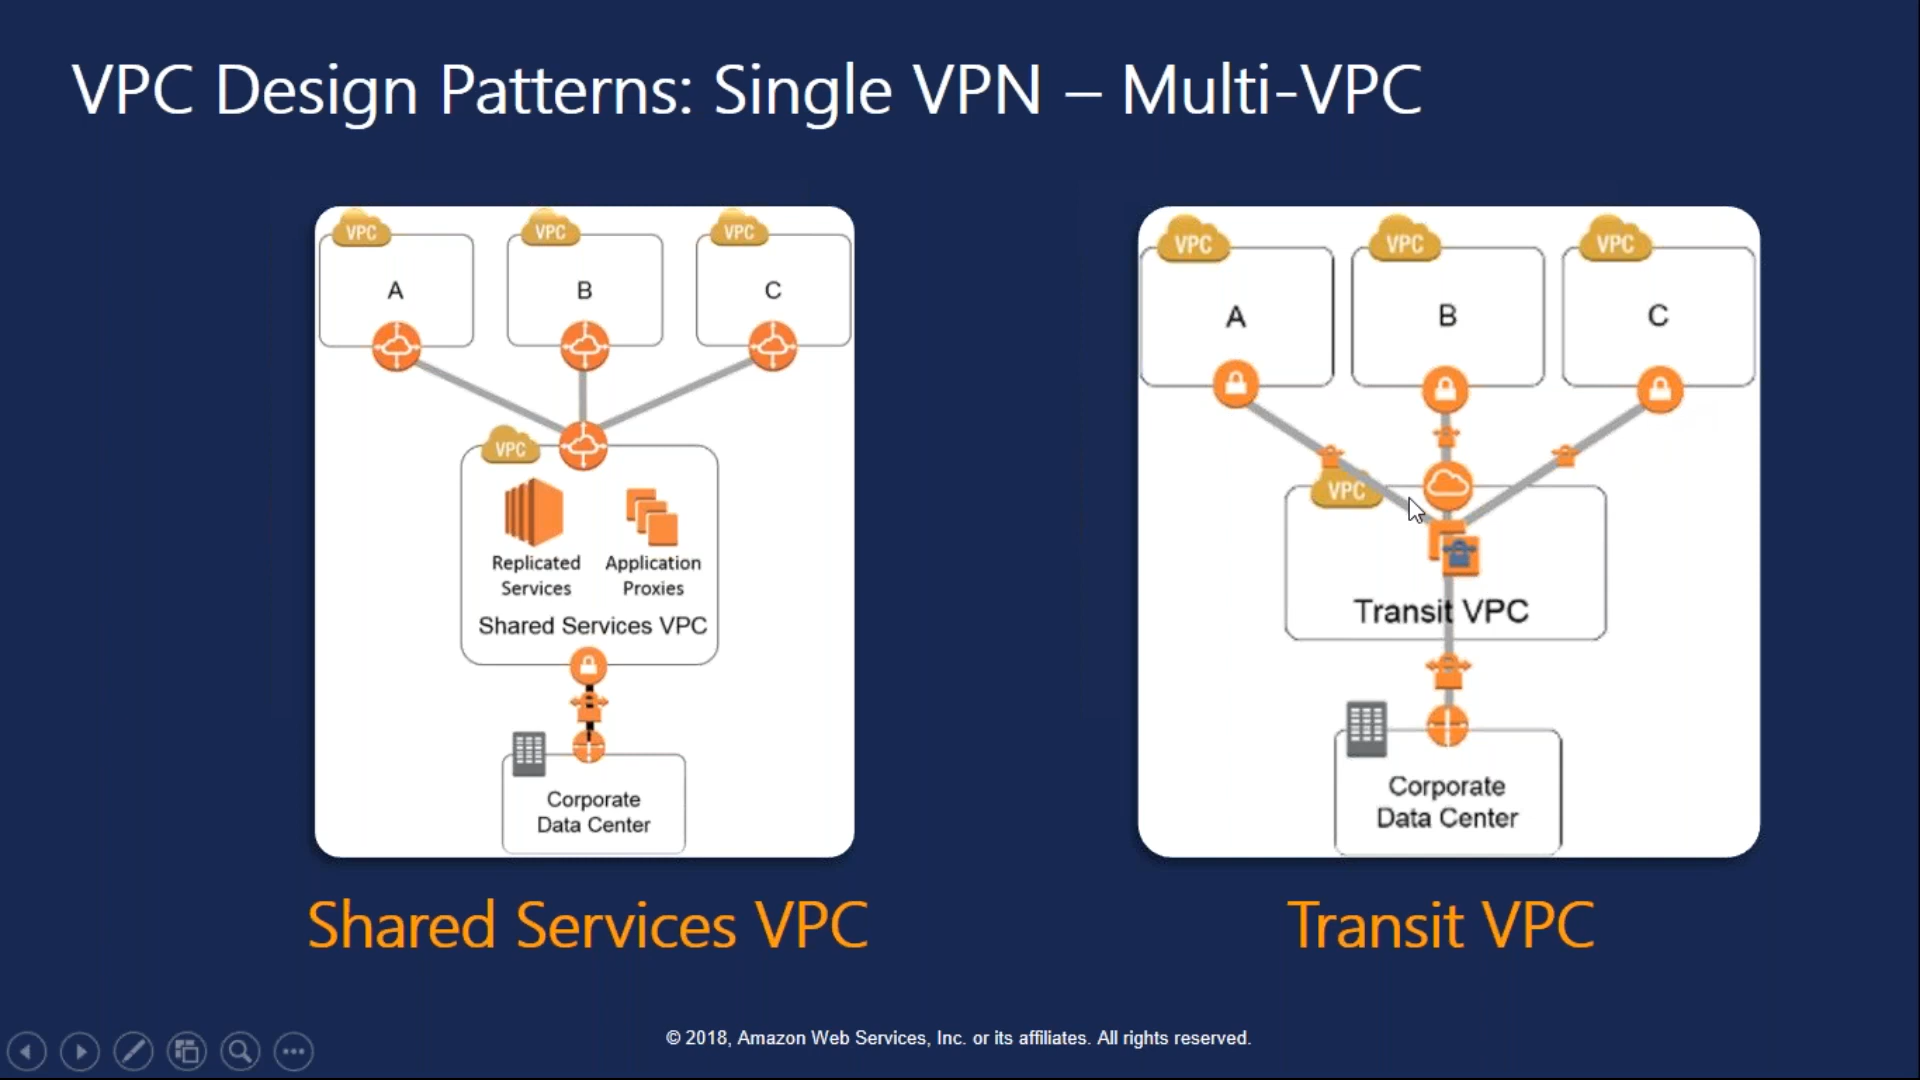 VPC Design Patterns: Single VPN – Multi-VPC
VPC
VPC
VPC
A
B
C
VPC
Replicated
Services
Application
Proxies
Shared Services VPC
Corporate
Data Center
Shared Services VPC
VPC
VPC
VPC
A
B
C
VPC
Transit VPC
Corporate
Data Center
Transit VPC
© 2018, Amazon Web Services, Inc. or its affiliates. All rights reserved.